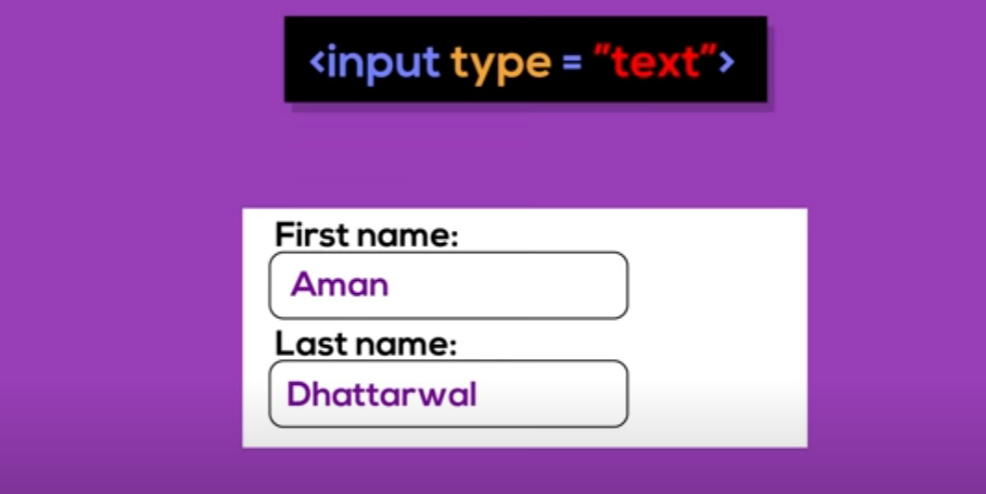 <input type = "text">
First name:
Aman
Last name:
Dhattarwal